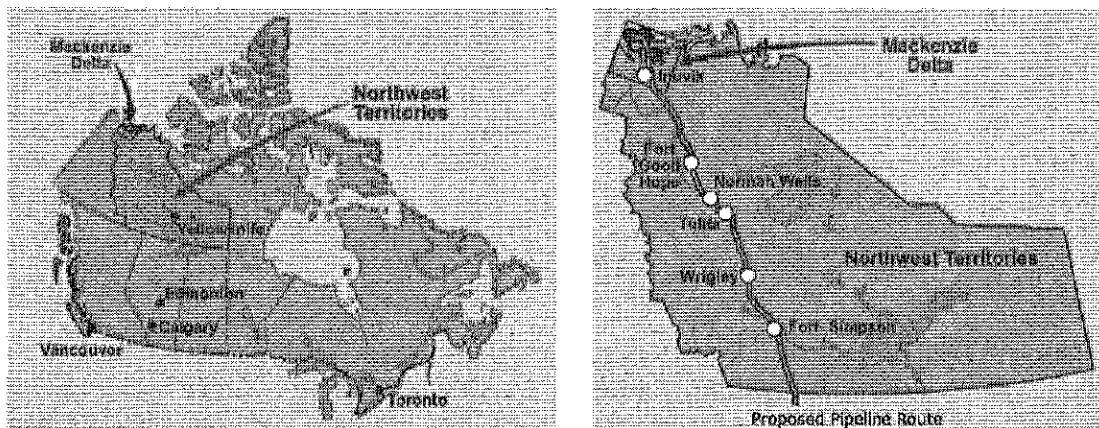 Mackenzie
Delta
Northwest
Territories
Yellowknife
Edmonton
Calgary
Vancouver
Toronto
Mackenzie
Delta
Inuvik
Fort
Good
Hope
Norman Wells
Tulita
Wrigley
Northwest Territories
Fort Simpson
Proposed Pipeline Route